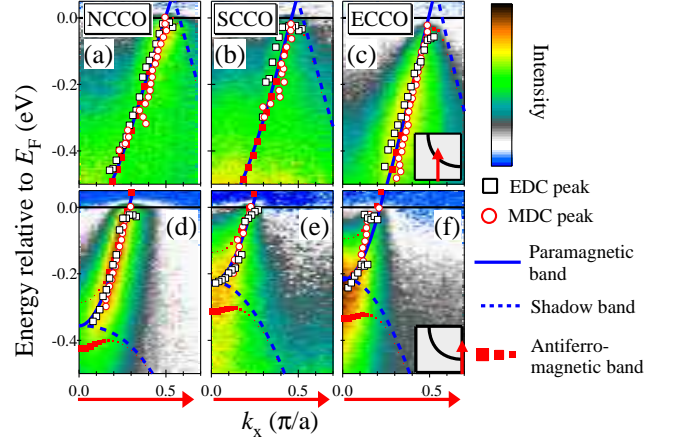 NCCO SCCO ECCO
0.0
-0.2
-0.4
(a) (b) (c)
0.0
-0.2
-0.4
(d) (e) (f)
0.0 0.5 0.0 0.5 0.0 0.5
Energy relative to E_F (eV)
k_x (π/a)
Intensity
EDC peak
MDC peak
Paramagnetic
band
Shadow band
Antiferro-
magnetic band